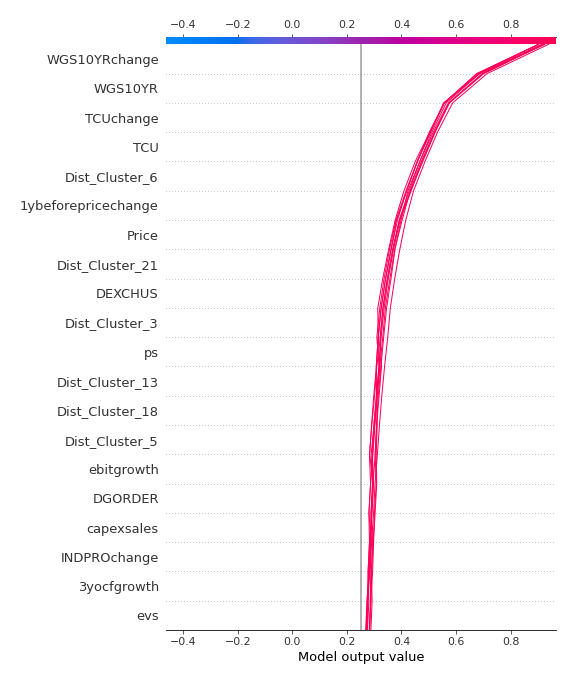 −0.4 −0.2 0.0 0.2 0.4 0.6 0.8
WGS10YRchange
WGS10YR
TCUchange
TCU
Dist_Cluster_6
1ybeforepricechange
Price
Dist_Cluster_21
DEXCHUS
Dist_Cluster_3
ps
Dist_Cluster_13
Dist_Cluster_18
Dist_Cluster_5
ebitgrowth
DGORDER
capexsales
INDPROchange
3yocfgrowth
evs
−0.4 −0.2 0.0 0.2 0.4 0.6 0.8
Model output value